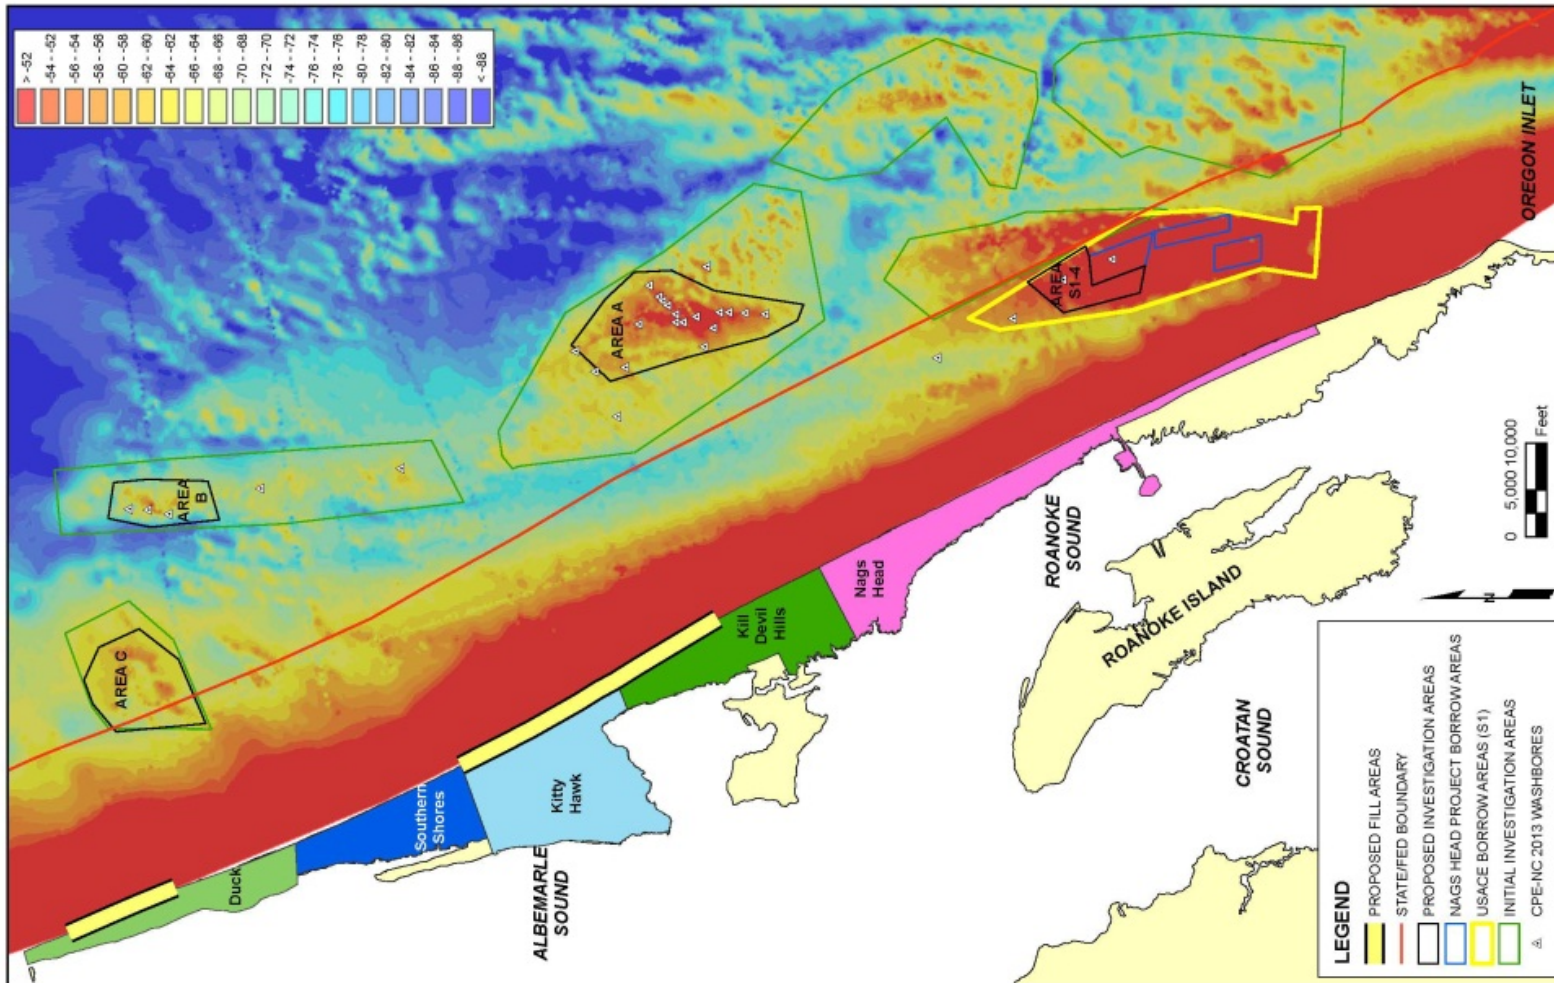 > -52
-54 - -52
-56 - -54
-58 - -56
-60 - -58
-62 - -60
-64 - -62
-66 - -64
-68 - -66
-70 - -68
-72 - -70
-74 - -72
-76 - -74
-78 - -76
-80 - -78
-82 - -80
-84 - -82
-86 - -84
-88 - -86
< -88
AREA C
AREA
B
AREA A
AREA
S1-4
OREGON INLET
Duck
Southern
Shores
Kitty
Hawk
Kill
Devil
Hills
Nags
Head
ALBEMARLE
SOUND
ROANOKE
SOUND
ROANOKE ISLAND
CROATAN
SOUND
N
0 5,000 10,000
Feet
LEGEND
PROPOSED FILL AREAS
STATE/FED BOUNDARY
PROPOSED INVESTIGATION AREAS
NAGS HEAD PROJECT BORROW AREAS
USACE BORROW AREAS (S1)
INITIAL INVESTIGATION AREAS
CPE-NC 2013 WASHBORES